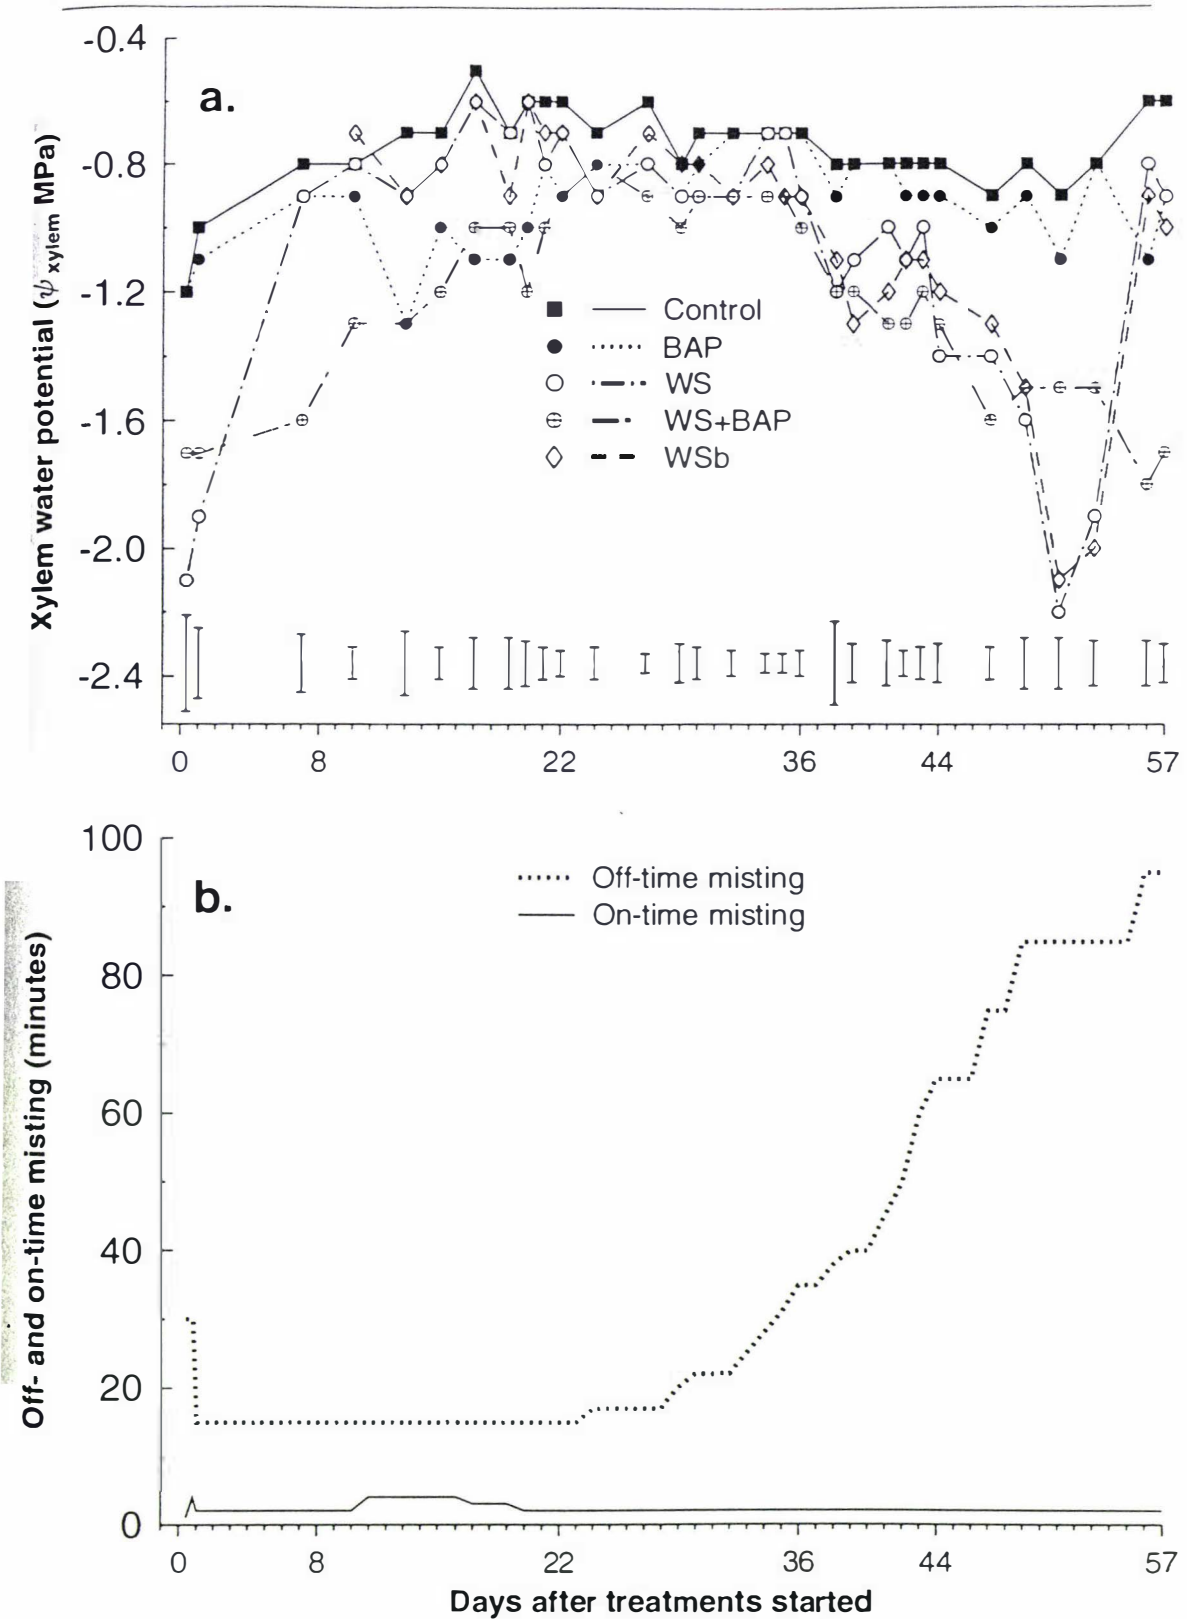 -0.4
-0.8
-1.2
-1.6
-2.0
-2.4
Xylem water potential (ψxylem MPa)
a.
Control
BAP
WS
WS+BAP
WSb
0 8 22 36 44 57
100
80
60
40
20
0
Off- and on-time misting (minutes)
b.
Off-time misting
On-time misting
0 8 22 36 44 57
Days after treatments started